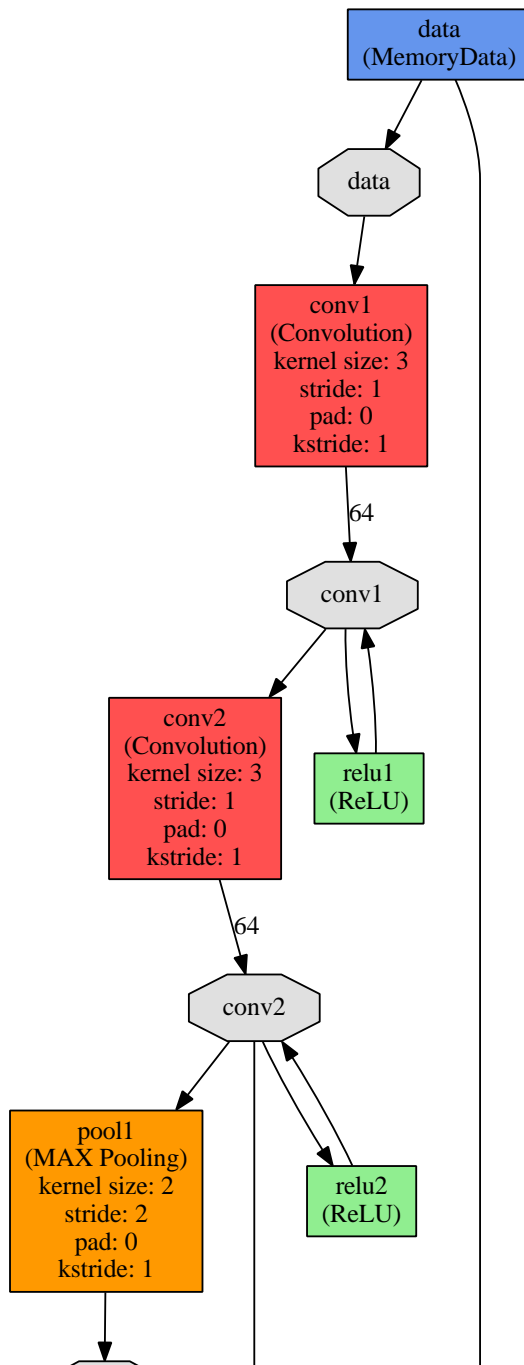 data
(MemoryData)
data
conv1
(Convolution)
kernel size: 3
stride: 1
pad: 0
kstride: 1
64
conv1
conv2
(Convolution)
kernel size: 3
stride: 1
pad: 0
kstride: 1
relu1
(ReLU)
64
conv2
pool1
(MAX Pooling)
kernel size: 2
stride: 2
pad: 0
kstride: 1
relu2
(ReLU)